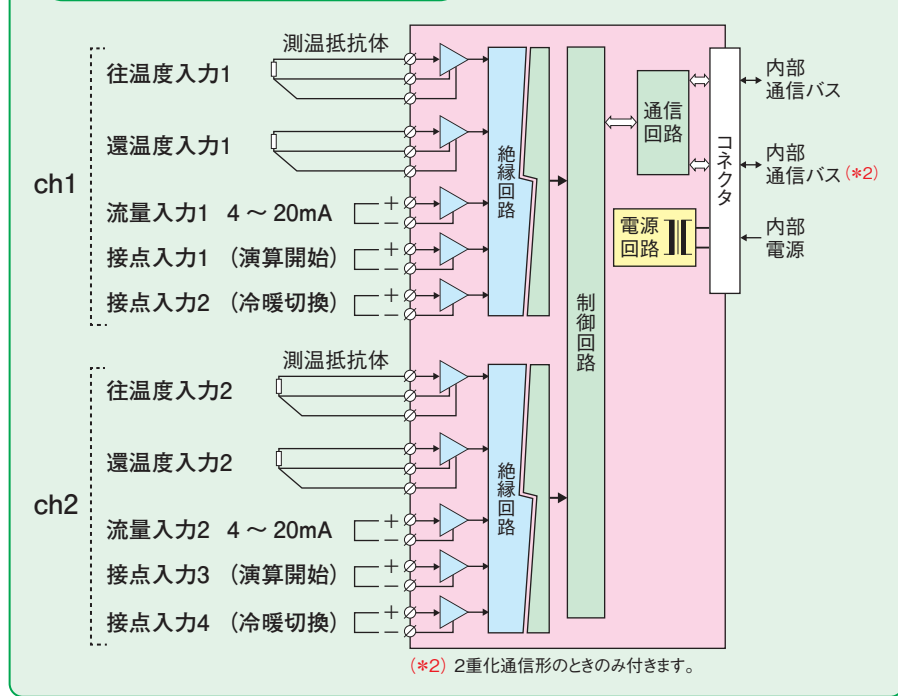 測温抵抗体
往温度入力1
還温度入力1
ch1
流量入力1 4 ～ 20mA
接点入力1 (演算開始)
接点入力2 (冷暖切換)
+
−
+
−
+
−
絶縁回路
測温抵抗体
往温度入力2
還温度入力2
ch2
流量入力2 4 ～ 20mA
接点入力3 (演算開始)
接点入力4 (冷暖切換)
+
−
+
−
+
−
絶縁回路
制御回路
通信
回路
電源
回路
コネクタ
内部
通信バス
内部
通信バス(*2)
内部
電源
(*2) 2重化通信形のときのみ付きます。